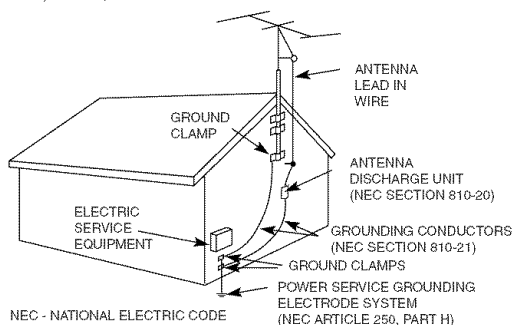 ANTENNA
LEAD IN
WIRE
GROUND
CLAMP
ANTENNA
DISCHARGE UNIT
(NEC SECTION 810-20)
ELECTRIC
SERVICE
EQUIPMENT
GROUNDING CONDUCTORS
(NEC SECTION 810-21)
GROUND CLAMPS
POWER SERVICE GROUNDING
ELECTRODE SYSTEM
(NEC ARTICLE 250, PART H)
NEC - NATIONAL ELECTRIC CODE